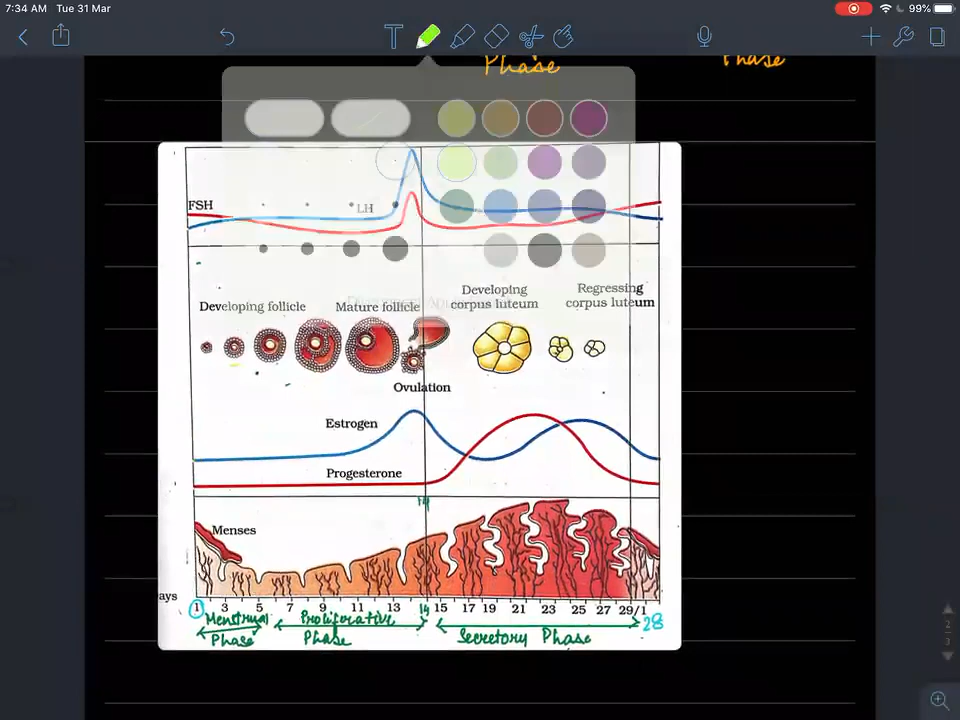 7:34 AM Tue 31 Mar
99%
T
Phase
Phase
FSH
LH
Developing follicle
Mature follicle
Developing
corpus luteum
Regressing
corpus luteum
Ovulation
Estrogen
Progesterone
14
Menses
ays
1 3 5 7 9 11 13 14 15 17 19 21 23 25 27 29/1
28
Menstrual
Phase
Proliferative
Phase
Secretory Phase
2
3